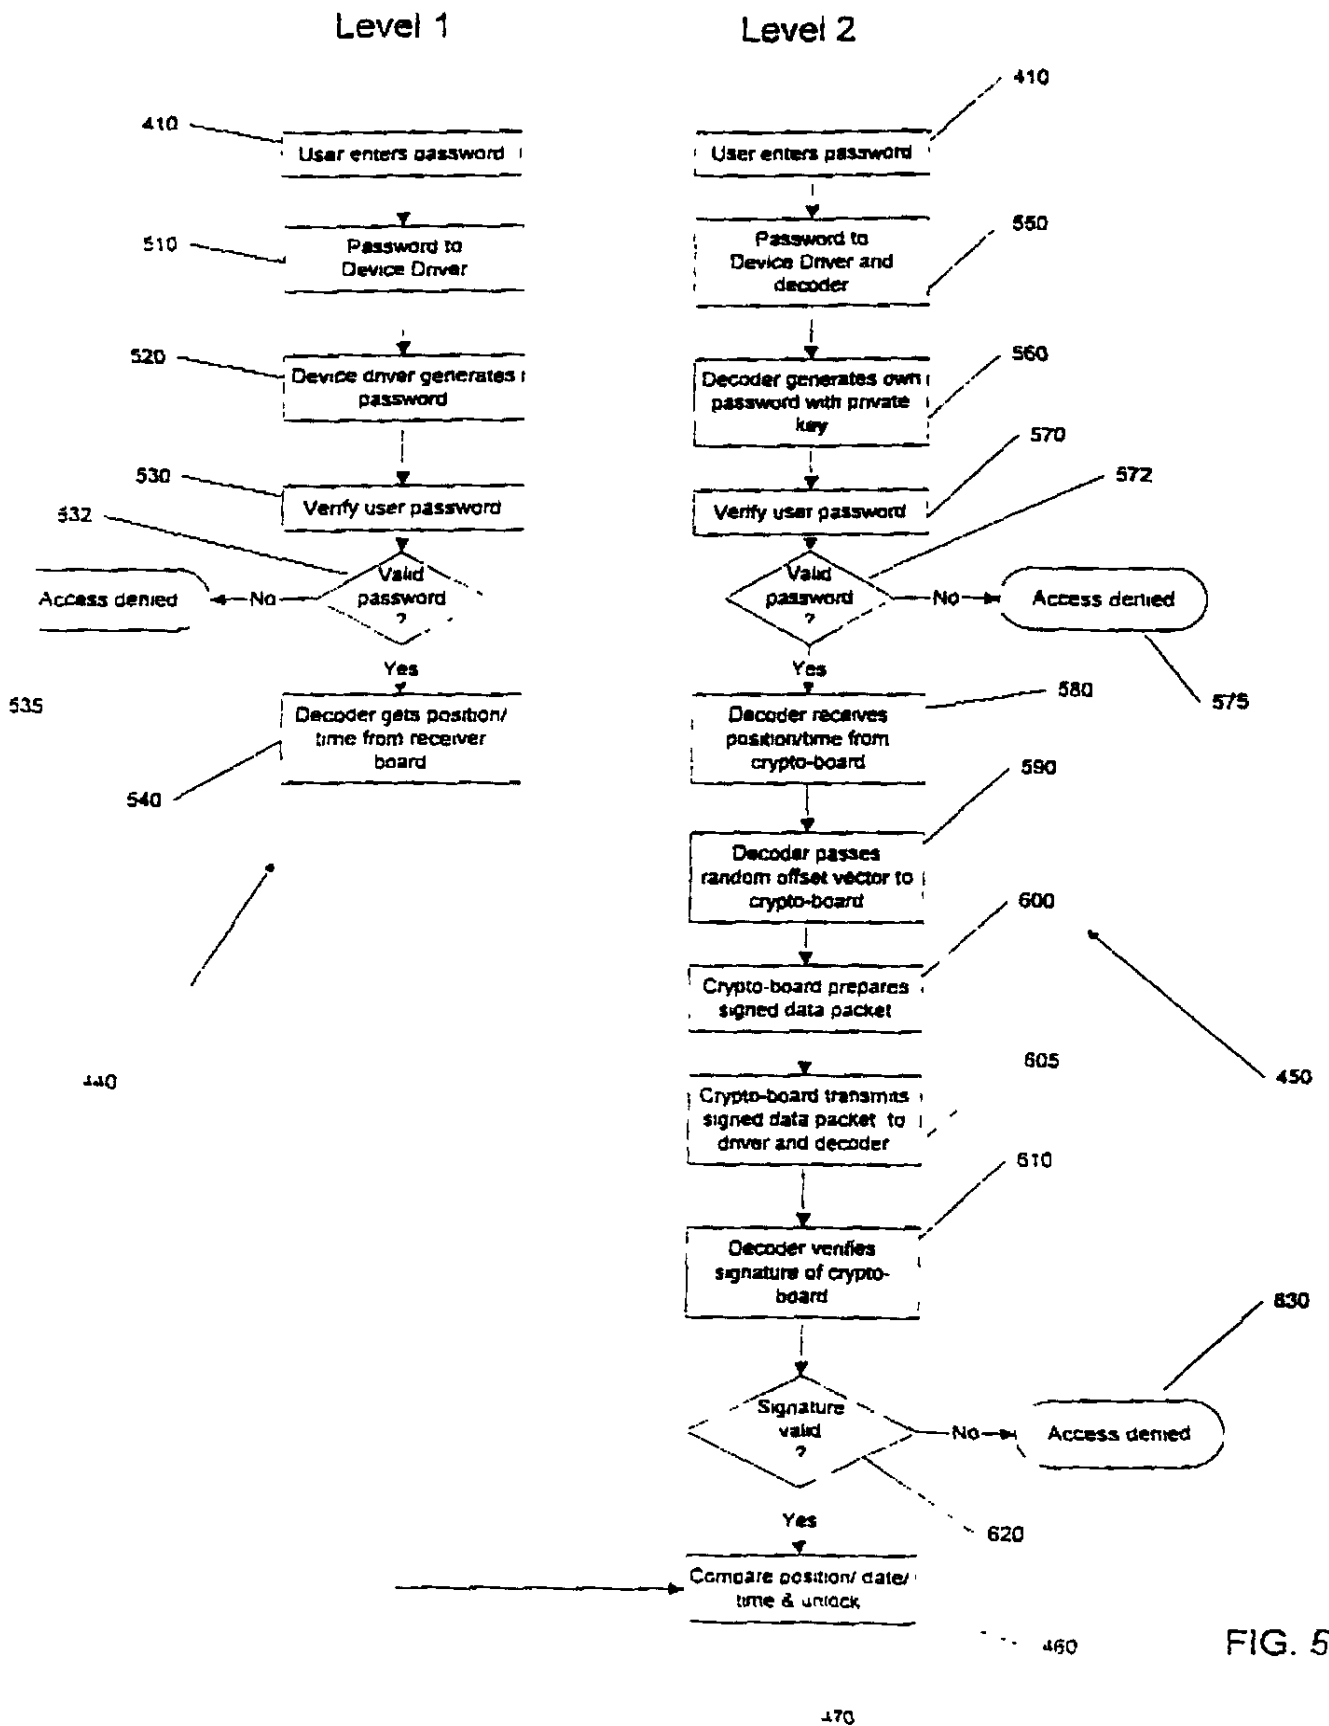 Level 1
Level 2
410
410
User enters password
User enters password
510
Password to
Device Driver
550
Password to
Device Driver and
decoder
520
Device driver generates
password
560
Decoder generates own
password with private
key
530
Verify user password
570
Verify user password
532
572
Valid
password
?
Valid
password
?
Access denied
No
No
Access denied
Yes
Yes
535
575
Decoder gets position/
time from receiver
board
540
580
Decoder receives
position/time from
crypto-board
590
Decoder passes
random offset vector to
crypto-board
600
Crypto-board prepares
signed data packet
440
605
450
Crypto-board transmits
signed data packet to
driver and decoder
610
Decoder verifies
signature of crypto-
board
630
Signature
valid
?
No
Access denied
620
Yes
Compare position/ date/
time & unlock
460
FIG. 5
470